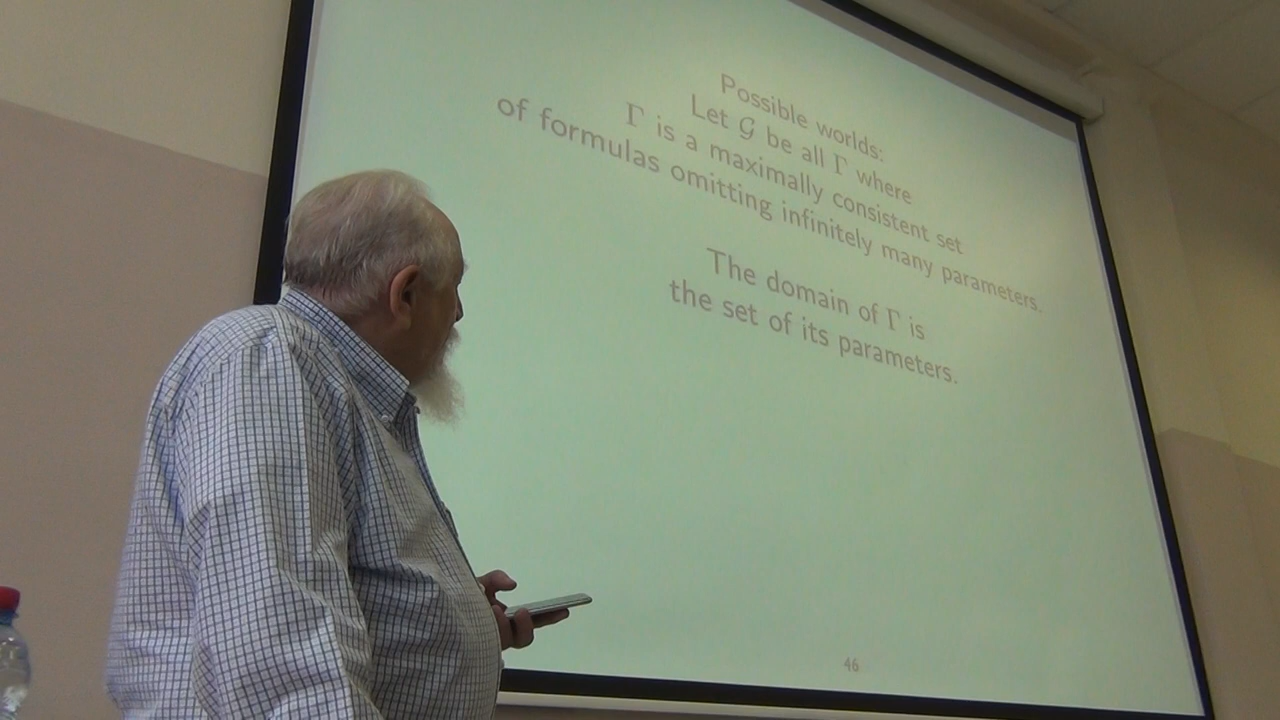 Possible worlds:
Let 𝒢 be all Γ where
Γ is a maximally consistent set
of formulas omitting infinitely many parameters.
The domain of Γ is
the set of its parameters.
46